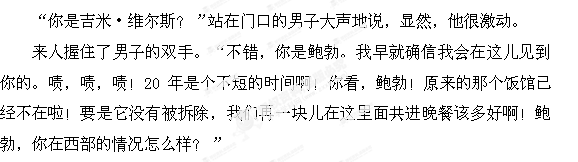 “你是吉米·维尔斯？”站在门口的男子大声地说，显然，他很激动。
来人握住了男子的双手。“不错，你是鲍勃。我早就确信我会在这儿见到
你的。啧，啧，啧！20 年是个不短的时间啊！你看，鲍勃！原来的那个饭馆已
经不在啦！要是它没有被拆除，我们再一块儿在这里面共进晚餐该多好啊！鲍
勃，你在西部的情况怎么样？”